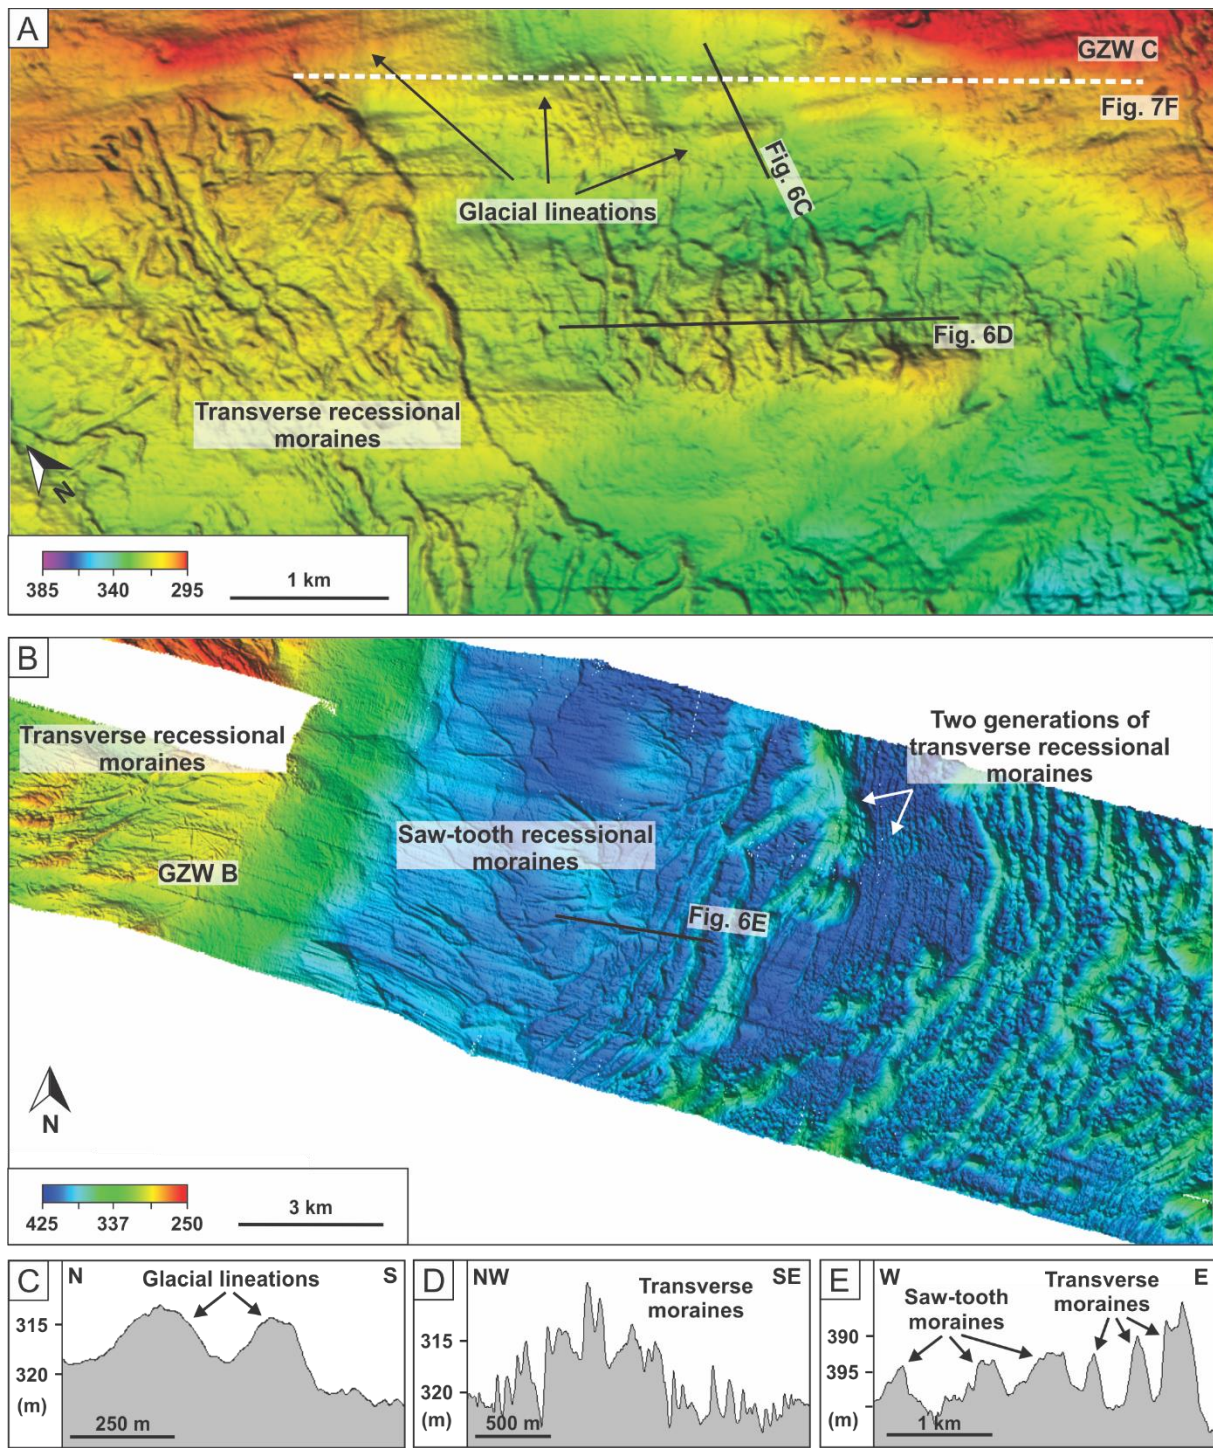 A
GZW C
Fig. 7F
Fig. 6C
Glacial lineations
Fig. 6D
Transverse recessional
moraines
N
385 340 295
1 km
B
Transverse recessional
moraines
Two generations of
transverse recessional
moraines
Saw-tooth recessional
moraines
GZW B
Fig. 6E
N
425 337 250
3 km
C
N
Glacial lineations
S
315
320
(m)
250 m
D
NW
Transverse
moraines
SE
315
320
(m)
500 m
E
W
Transverse
moraines
E
Saw-tooth
moraines
390
395
(m)
1 km